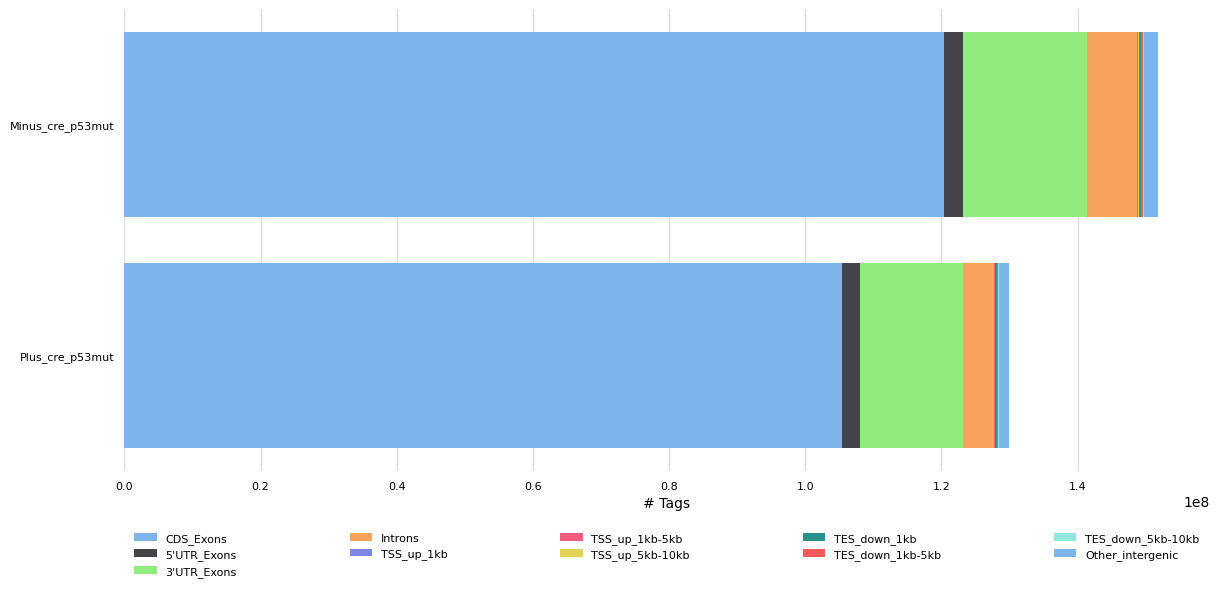 Minus_cre_p53mut
Plus_cre_p53mut
0.0 0.2 0.4 0.6 0.8 1.0 1.2 1.4
# Tags
1e8
CDS_Exons Introns TSS_up_1kb-5kb TES_down_1kb TES_down_5kb-10kb
5'UTR_Exons TSS_up_1kb TSS_up_5kb-10kb TES_down_1kb-5kb Other_intergenic
3'UTR_Exons